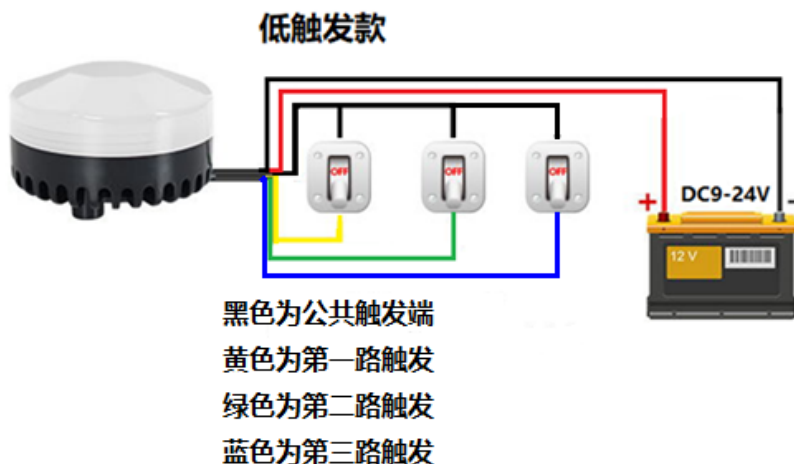 低触发款
OFF
OFF
OFF
+ DC9-24V -
12 V
黑色为公共触发端
黄色为第一路触发
绿色为第二路触发
蓝色为第三路触发